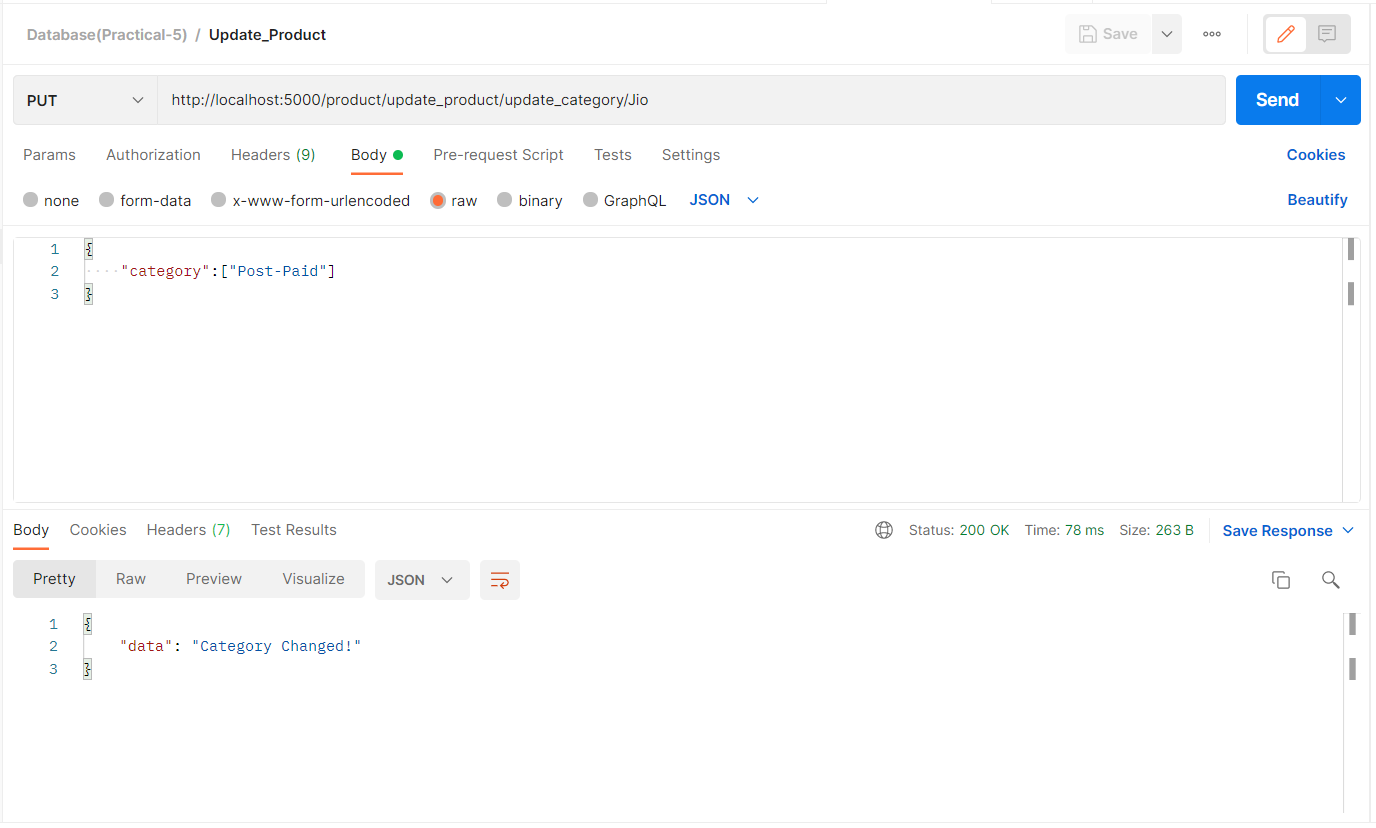 Database(Practical-5) / Update_Product
Save
PUT
http://localhost:5000/product/update_product/update_category/Jio
Send
Params Authorization Headers (9) Body Pre-request Script Tests Settings Cookies
none form-data x-www-form-urlencoded raw binary GraphQL JSON Beautify
1 {
2 "category":["Post-Paid"]
3 }
Body Cookies Headers (7) Test Results Status: 200 OK Time: 78 ms Size: 263 B Save Response
Pretty Raw Preview Visualize JSON
1 {
2 "data": "Category Changed!"
3 }